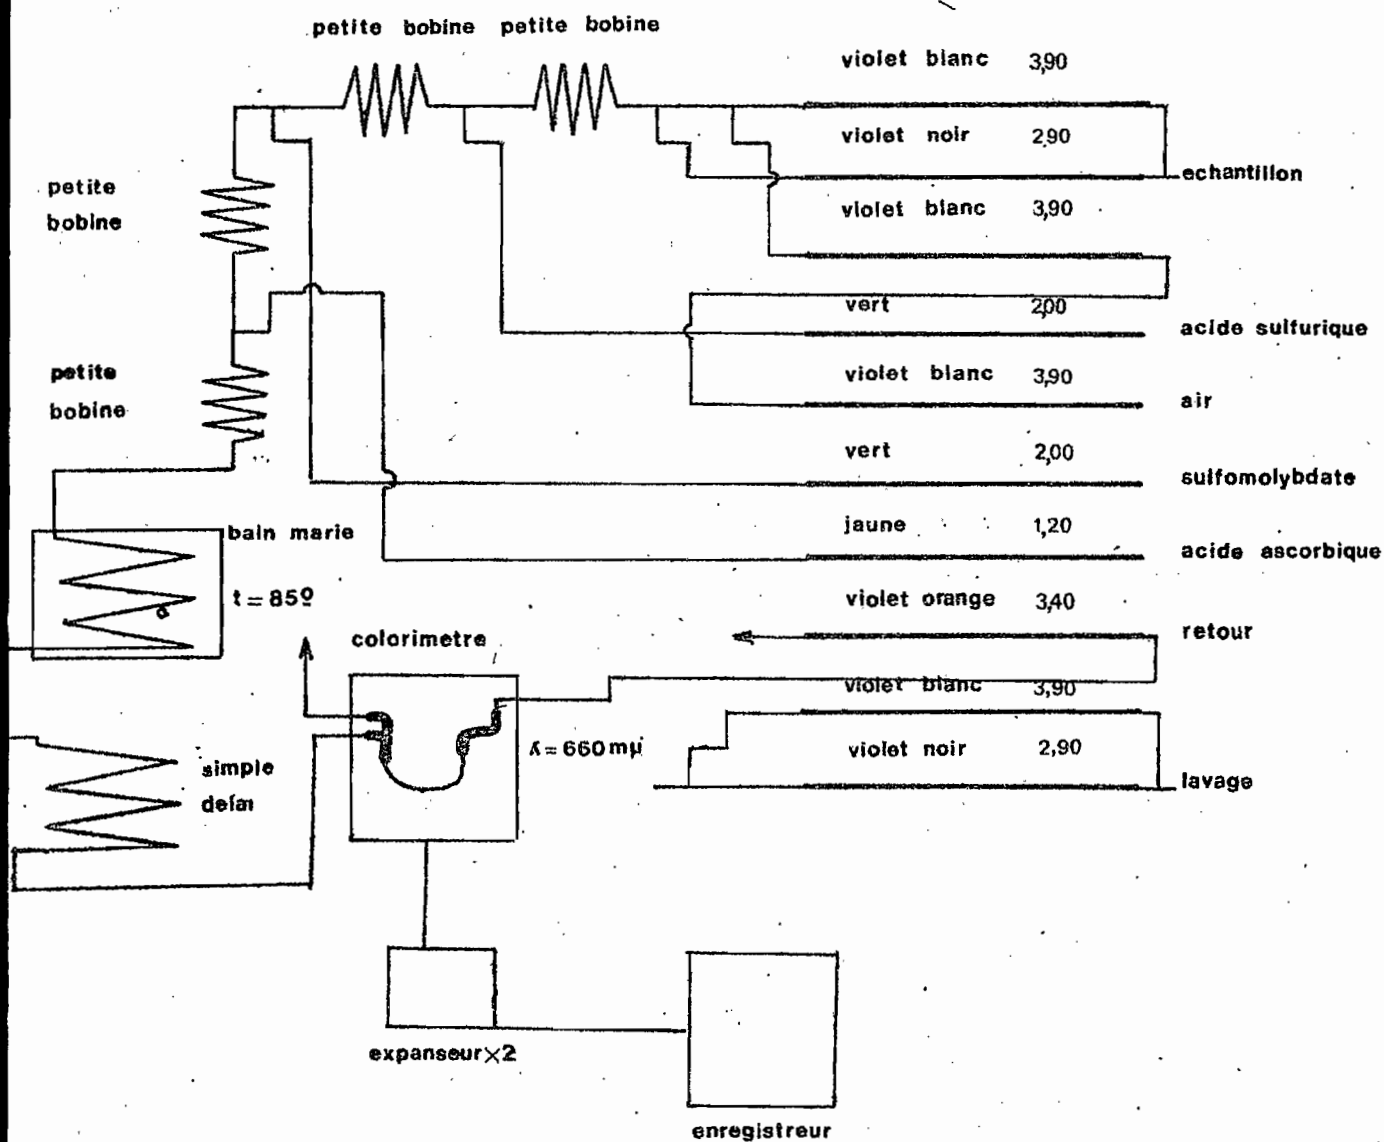 petite bobine petite bobine
violet blanc 3,90
violet noir 2,90
echantillon
petite
bobine
violet blanc 3,90
vert 2,00
acide sulfurique
petite
bobine
violet blanc 3,90
air
vert 2,00
sulfomolybdate
bain marie
jaune 1,20
acide ascorbique
t = 85º
violet orange 3,40
colorimetre
retour
violet blanc 3,90
λ = 660 mµ
violet noir 2,90
simple
delai
lavage
expanseur×2
enregistreur